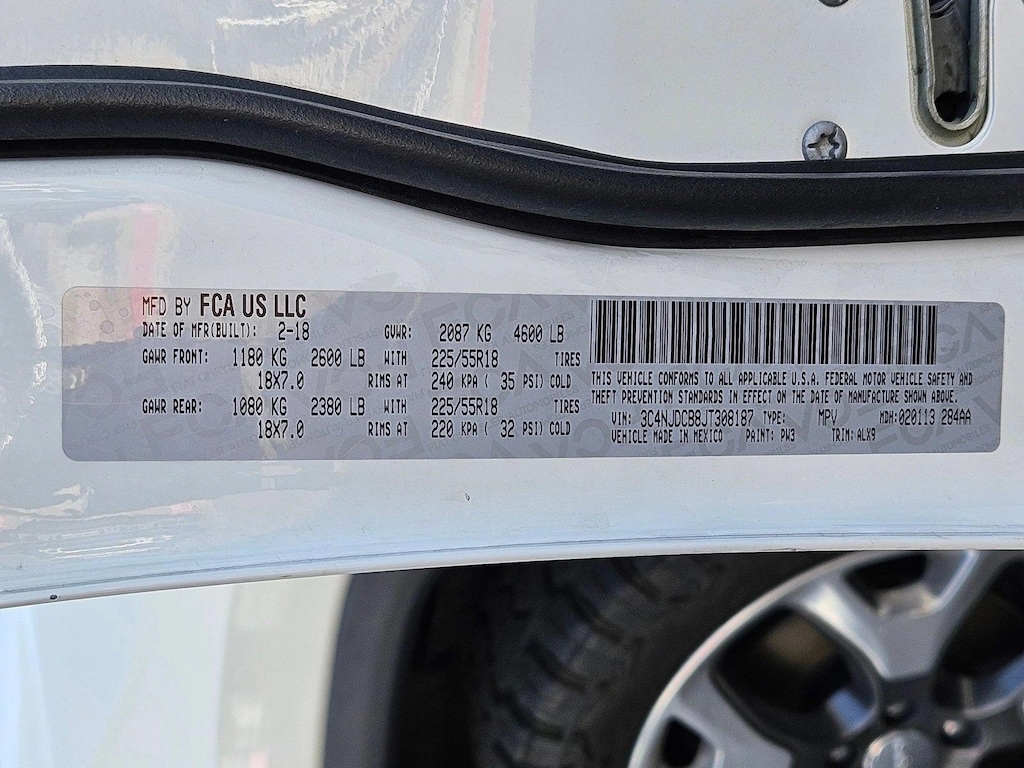 MFD BY FCA US LLC
DATE OF MFR(BUILT): 2-18 GVWR: 2087 KG 4600 LB
GAWR FRONT: 1180 KG 2600 LB WITH 225/55R18 TIRES
18X7.0 RIMS AT 240 KPA ( 35 PSI) COLD
GAWR REAR: 1080 KG 2380 LB WITH 225/55R18 TIRES
18X7.0 RIMS AT 220 KPA ( 32 PSI) COLD
THIS VEHICLE CONFORMS TO ALL APPLICABLE U.S.A. FEDERAL MOTOR VEHICLE SAFETY AND
THEFT PREVENTION STANDARDS IN EFFECT ON THE DATE OF MANUFACTURE SHOWN ABOVE.
VIN: 3C4NJDCB8JT308187 TYPE: MPV MDH:020113 284AA
VEHICLE MADE IN MEXICO PAINT: PW3 TRIM: ALX9